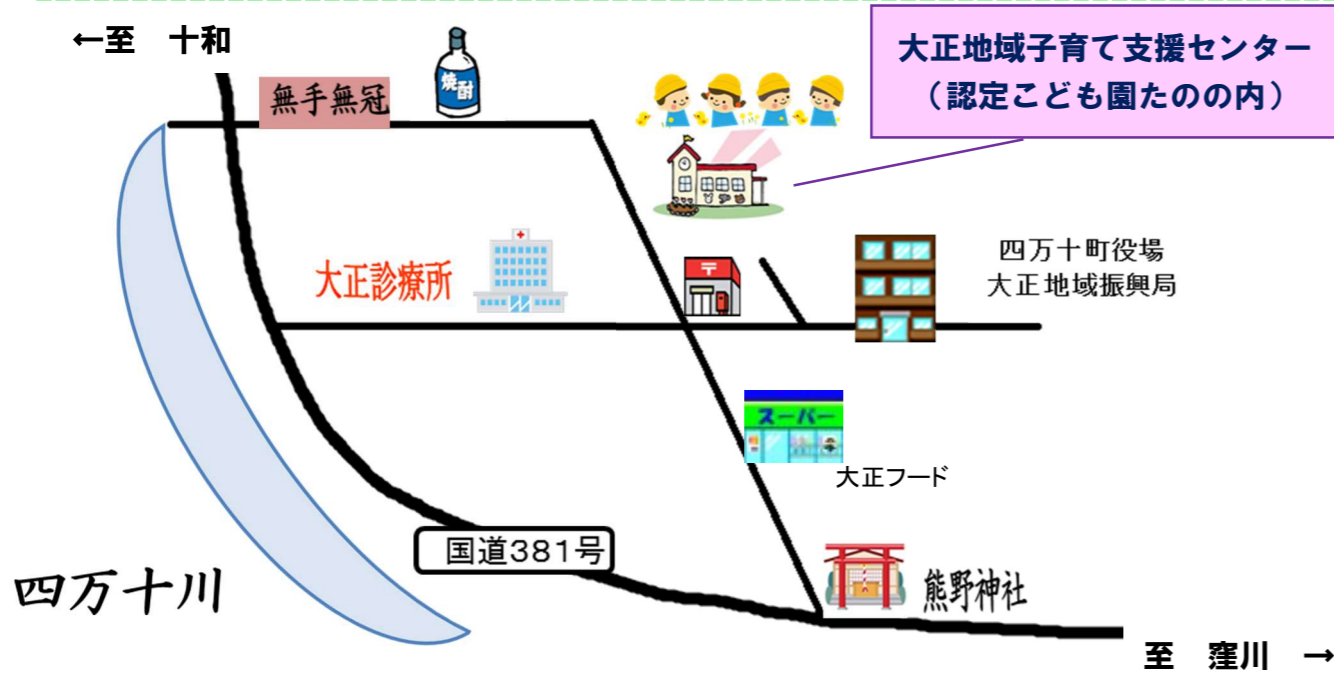 ←至 十和
大正地域子育て支援センター
（認定こども園たのの内）
焼酎
無手無冠
四万十町役場
大正地域振興局
大正診療所
〒
スーパー
大正フード
国道381号
四万十川
熊野神社
至 窪川 →